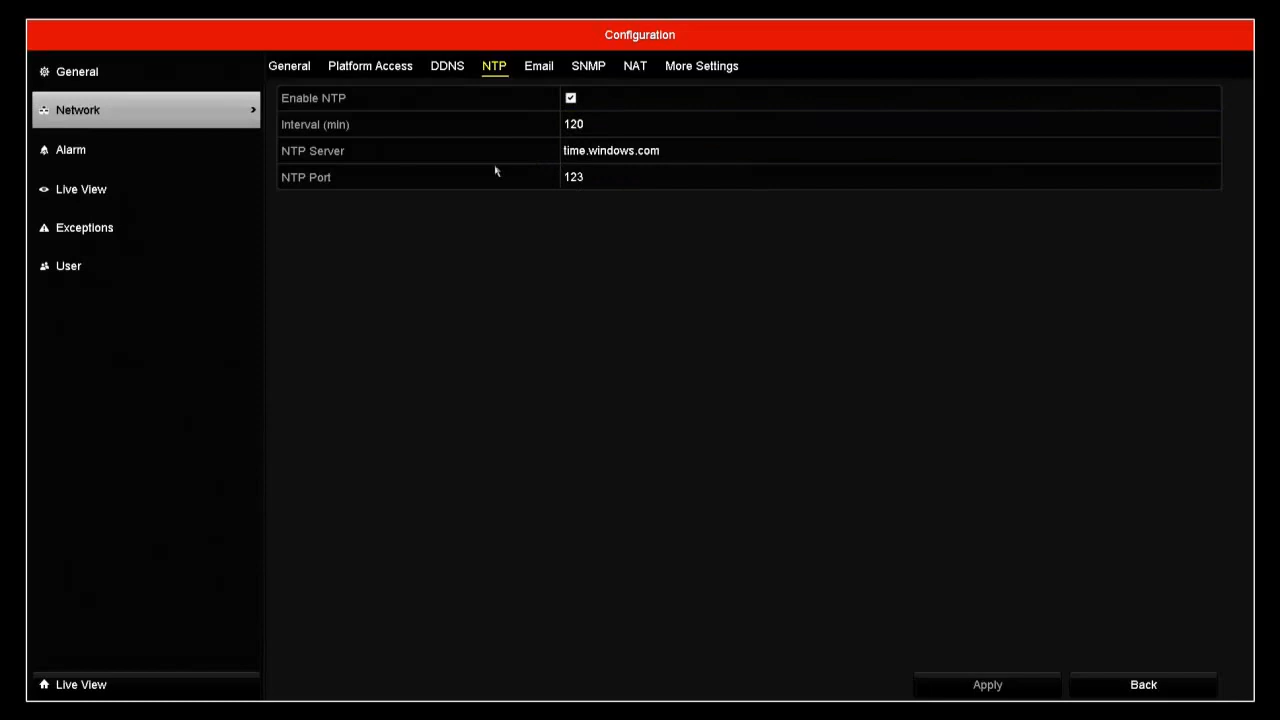 Configuration
General
Network
Alarm
Live View
Exceptions
User
Live View
General Platform Access DDNS NTP Email SNMP NAT More Settings
Enable NTP
Interval (min) 120
NTP Server time.windows.com
NTP Port 123
Apply Back